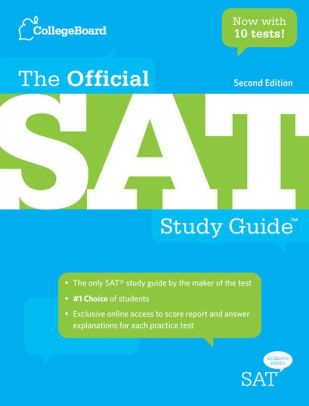 CollegeBoard
Now with
10 tests!
The Official
Second Edition
SAT
Study Guide™
• The only SAT® study guide by the maker of the test
• #1 Choice of students
• Exclusive online access to score report and answer
explanations for each practice test
achieve
more
SAT